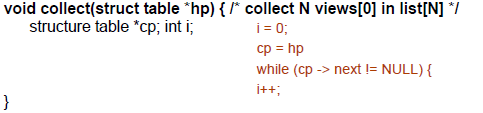 void collect(struct table *hp) { /* collect N views[0] in list[N] */
structure table *cp; int i; i = 0;
cp = hp
while (cp -> next != NULL) {
i++;
}